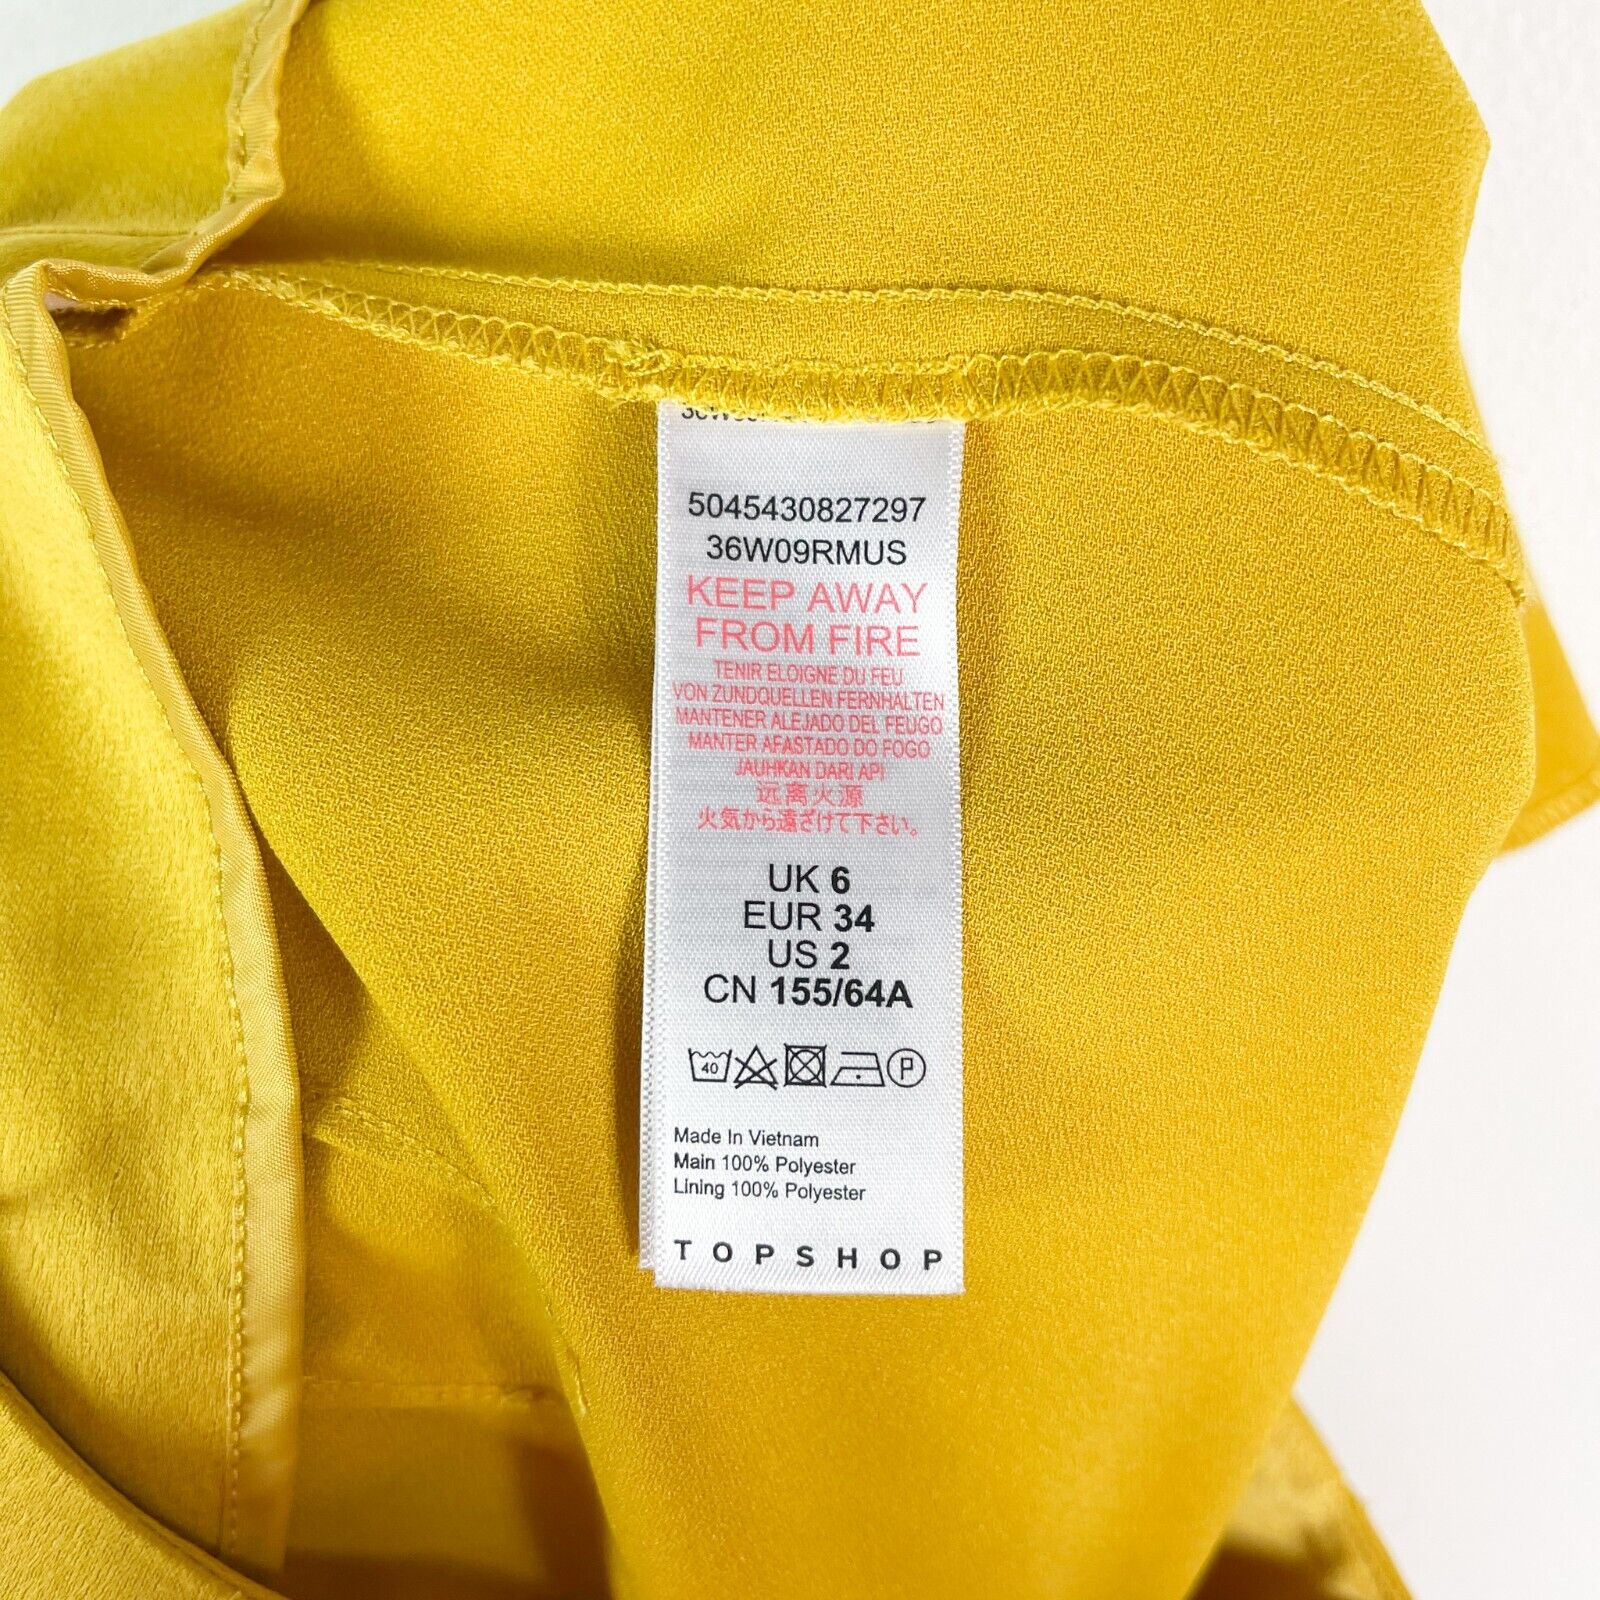 5045430827297
36W09RMUS
KEEP AWAY
FROM FIRE
TENIR ELOIGNE DU FEU
VON ZUNDQUELLEN FERNHALTEN
MANTENER ALEJADO DEL FEUGO
MANTER AFASTADO DO FOGO
JAUHKAN DARI API
远离火源
火気から遠ざけて下さい。
UK 6
EUR 34
US 2
CN 155/64A
40 P
Made In Vietnam
Main 100% Polyester
Lining 100% Polyester
TOPSHOP